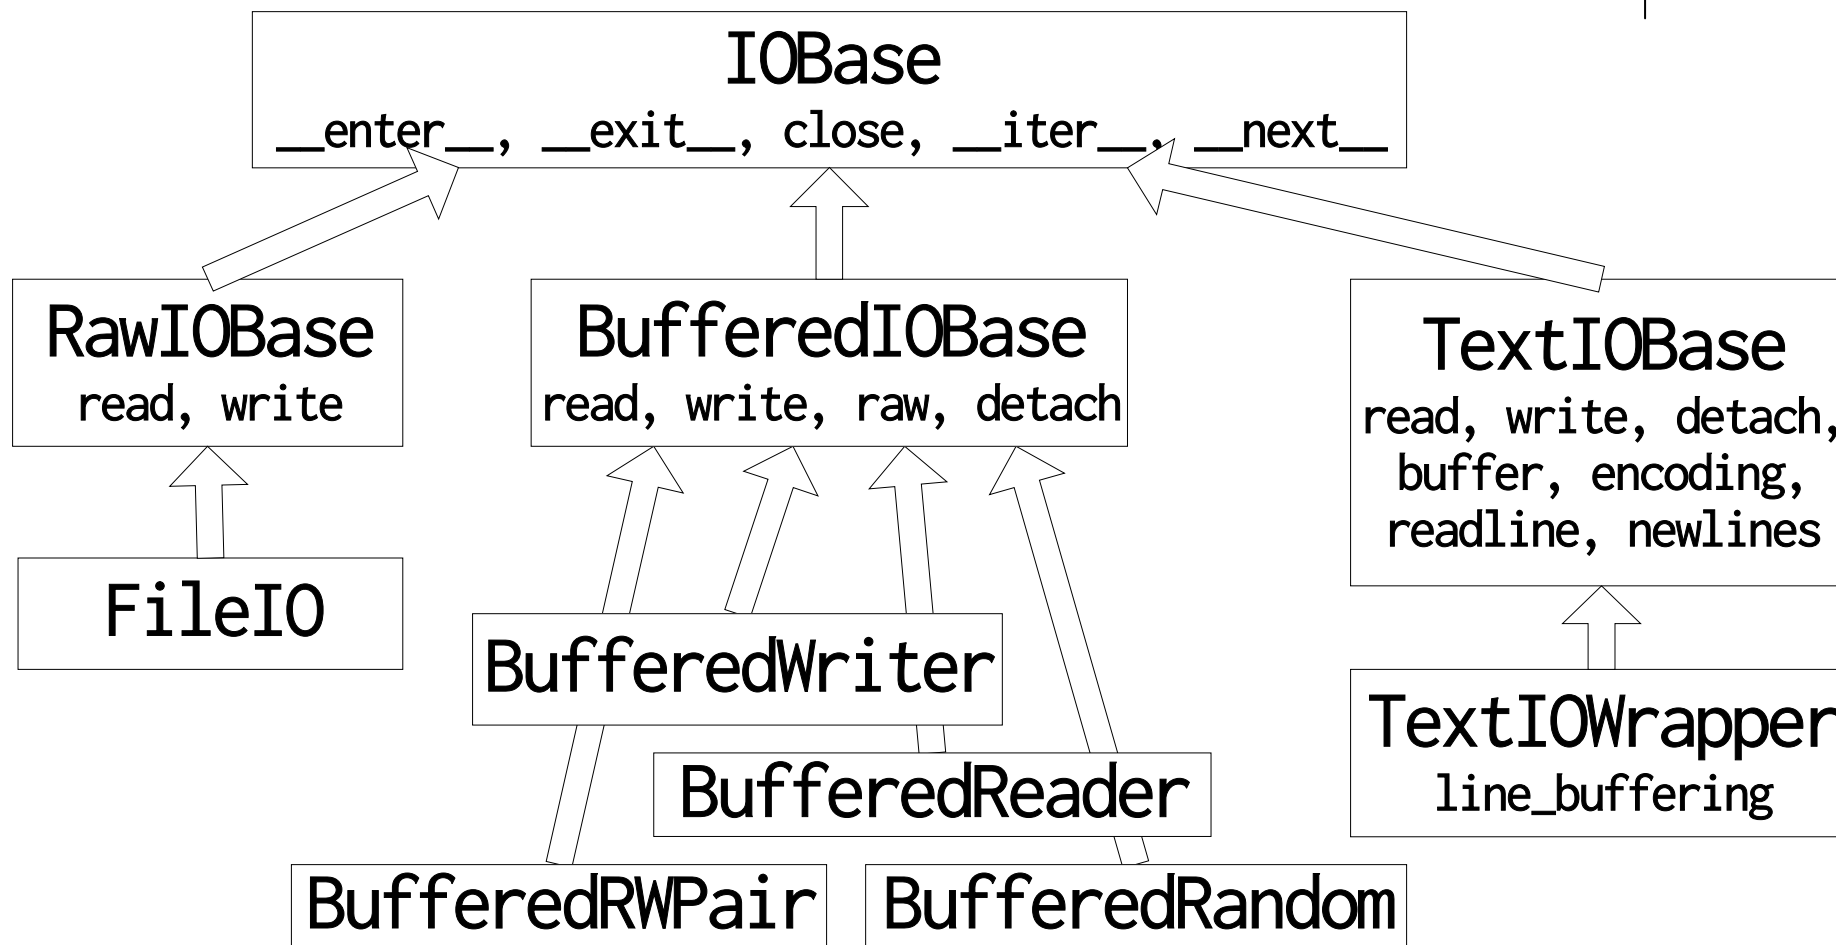 IOBase
__enter__, __exit__, close, __iter__, __next__
RawIOBase
read, write
BufferedIOBase
read, write, raw, detach
TextIOBase
read, write, detach,
buffer, encoding,
readline, newlines
FileIO
BufferedWriter
TextIOWrapper
line_buffering
BufferedReader
BufferedRWPair
BufferedRandom